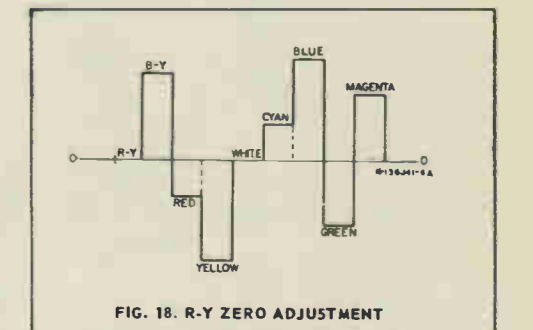 BLUE
B-Y
MAGENTA
CYAN
O R-Y WHITE O
RED
GREEN
YELLOW
FIG. 18. R-Y ZERO ADJUSTMENT